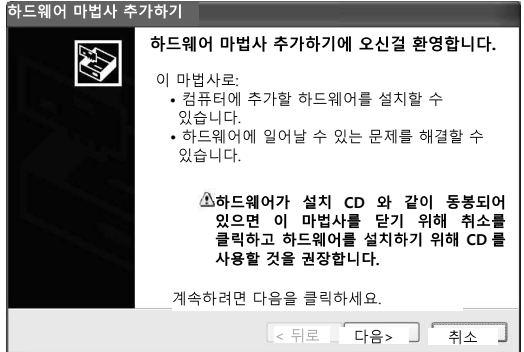 하드웨어 마법사 추가하기
하드웨어 마법사 추가하기에 오신걸 환영합니다.
이 마법사로:
• 컴퓨터에 추가할 하드웨어를 설치할 수
있습니다.
• 하드웨어에 일어날 수 있는 문제를 해결할 수
있습니다.
하드웨어가 설치 CD 와 같이 동봉되어
있으면 이 마법사를 닫기 위해 취소를
클릭하고 하드웨어를 설치하기 위해 CD 를
사용할 것을 권장합니다.
계속하려면 다음을 클릭하세요.
< 뒤로 다음> 취소